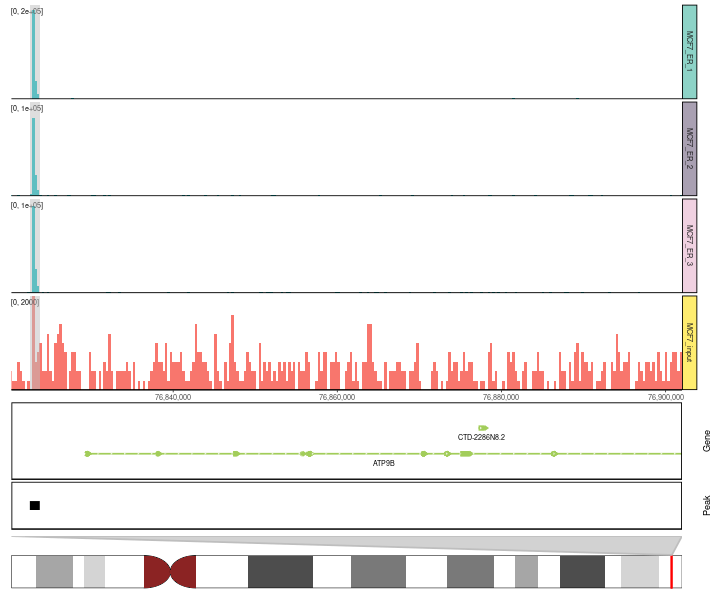 [0, 2e+05]
MCF7_ER_1
[0, 1e+05]
MCF7_ER_2
[0, 1e+05]
MCF7_ER_3
[0, 2000]
MCF7_input
76,840,000
76,860,000
76,880,000
76,900,000
CTD-2286N8.2
ATP9B
Gene
Peak